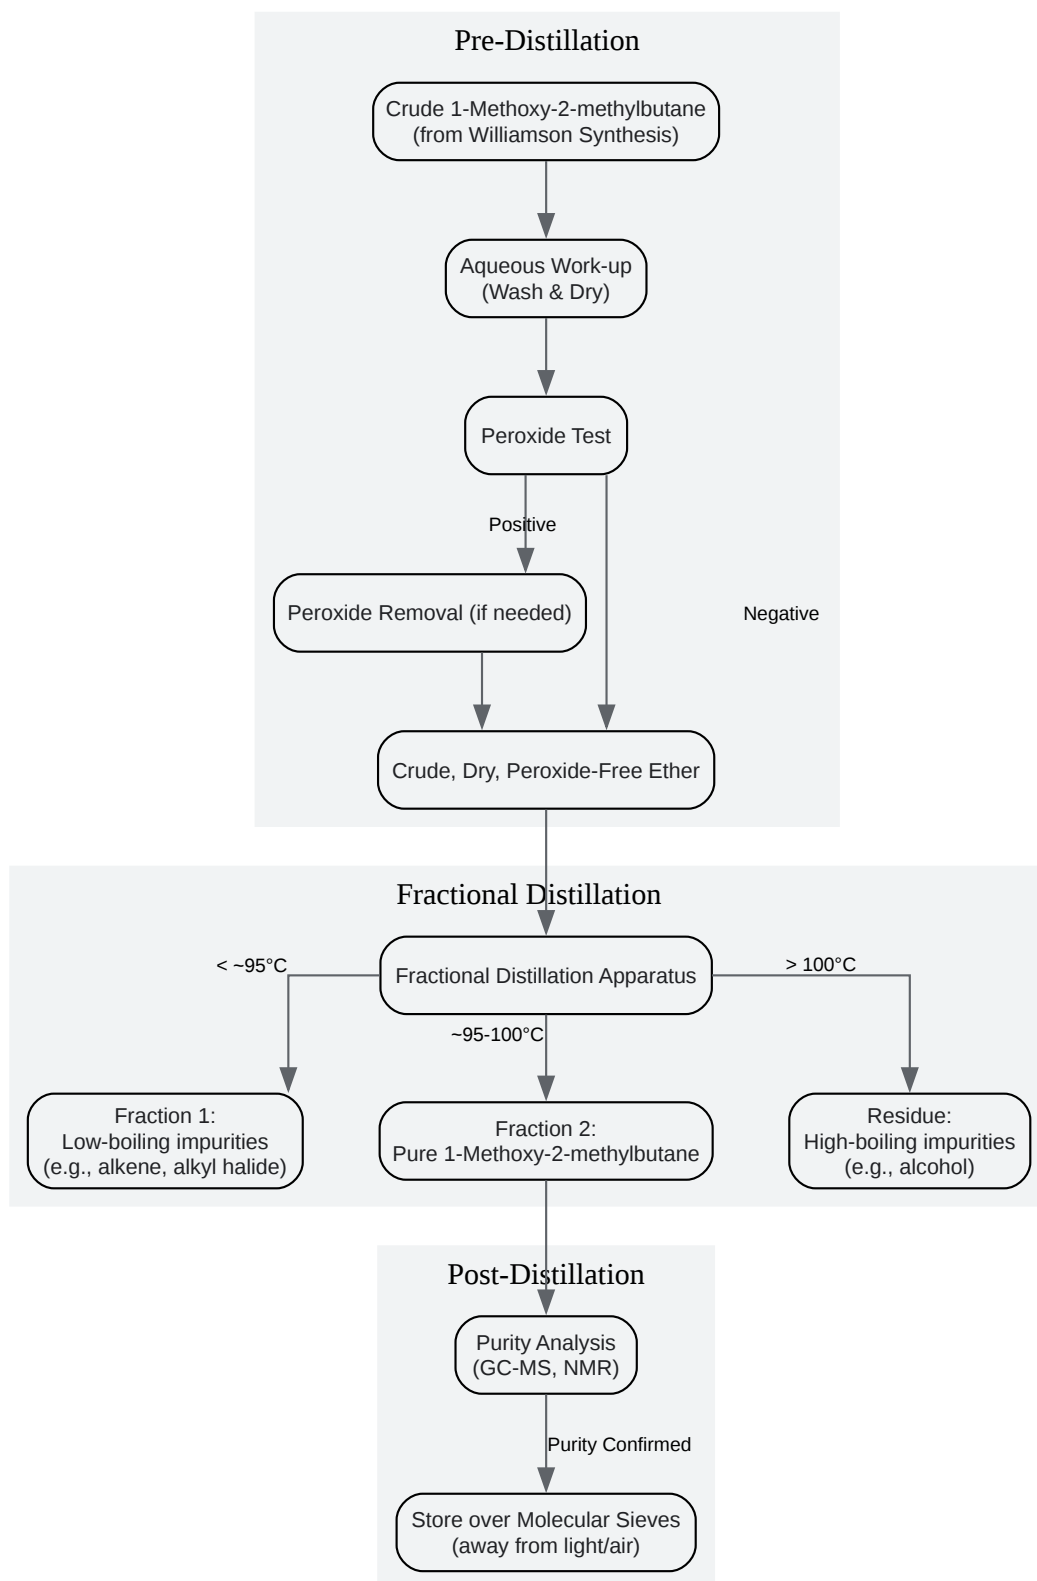 Pre-Distillation
Crude 1-Methoxy-2-methylbutane
(from Williamson Synthesis)
Aqueous Work-up
(Wash & Dry)
Peroxide Test
Positive
Peroxide Removal (if needed)
Negative
Crude, Dry, Peroxide-Free Ether
Fractional Distillation
Fractional Distillation Apparatus
< ~95°C
~95-100°C
> 100°C
Fraction 1:
Low-boiling impurities
(e.g., alkene, alkyl halide)
Fraction 2:
Pure 1-Methoxy-2-methylbutane
Residue:
High-boiling impurities
(e.g., alcohol)
Post-Distillation
Purity Analysis
(GC-MS, NMR)
Purity Confirmed
Store over Molecular Sieves
(away from light/air)